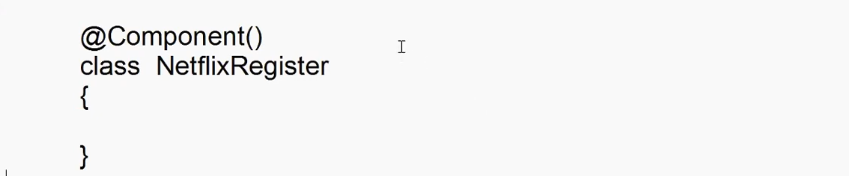 @Component()
class NetflixRegister
{
}